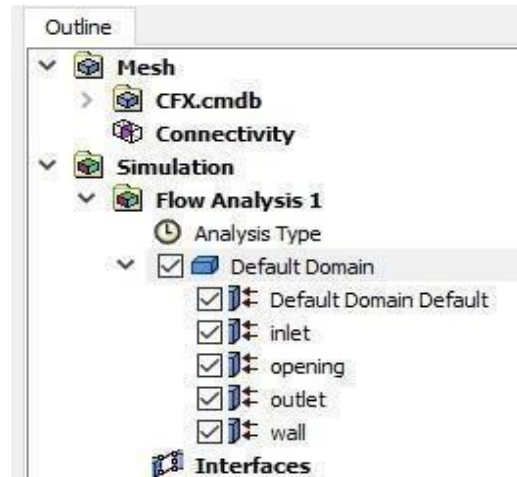 Outline
Mesh
CFX.cmdb
Connectivity
Simulation
Flow Analysis 1
Analysis Type
Default Domain
Default Domain Default
inlet
opening
outlet
wall
Interfaces